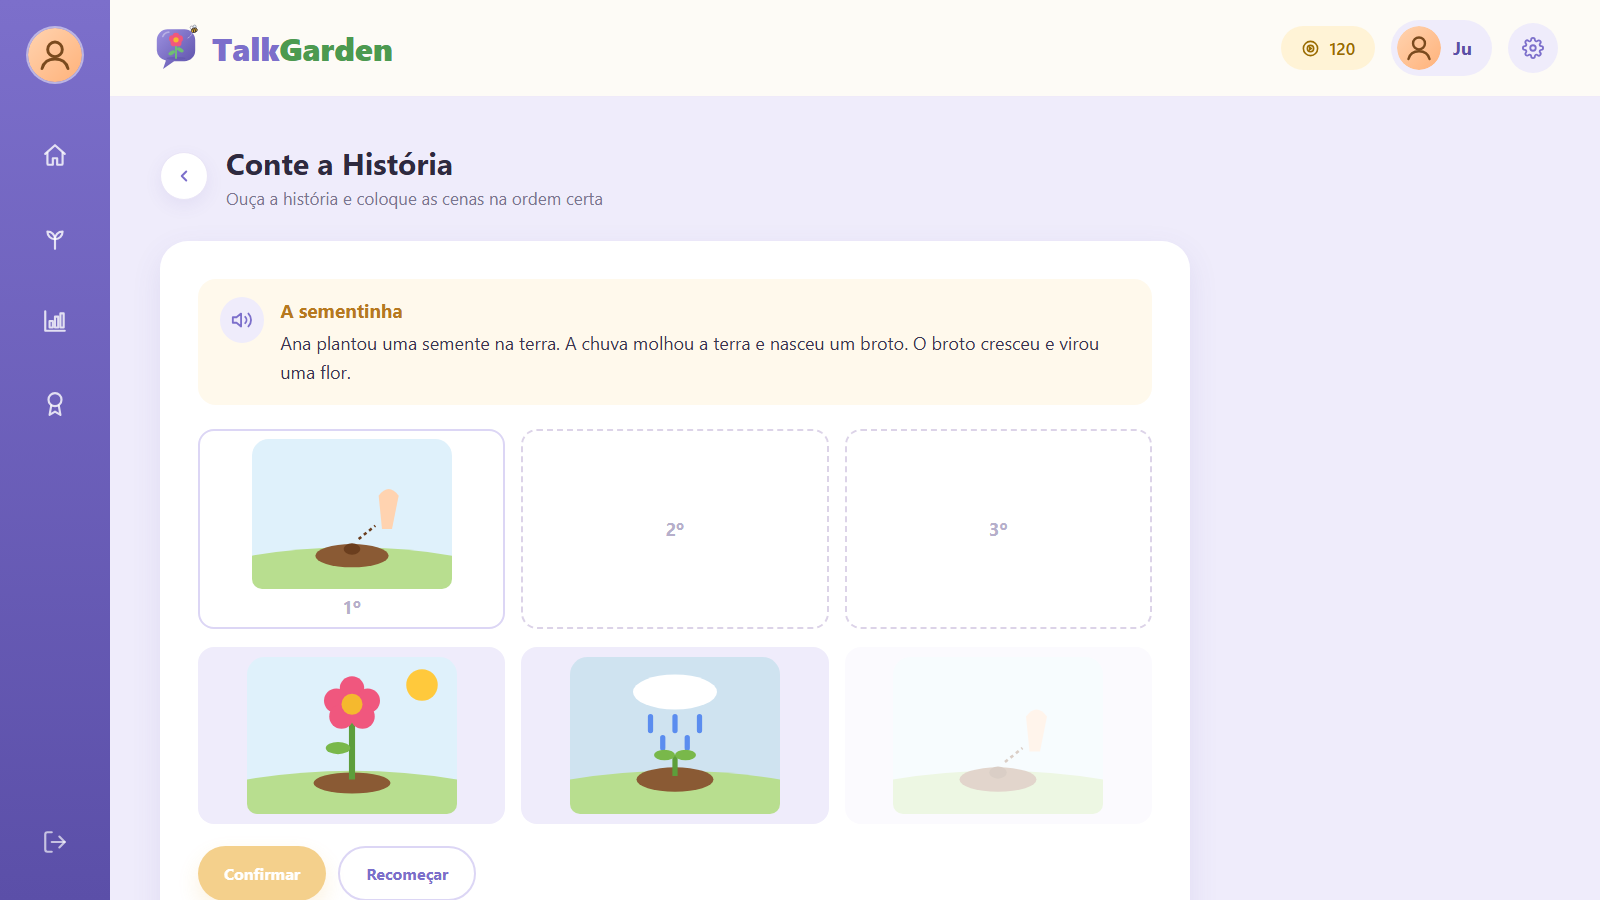 TalkGarden
120
Ju
Conte a História
Ouça a história e coloque as cenas na ordem certa
A sementinha
Ana plantou uma semente na terra. A chuva molhou a terra e nasceu um broto. O broto cresceu e virou
uma flor.
1º
2º
3º
Confirmar
Recomeçar